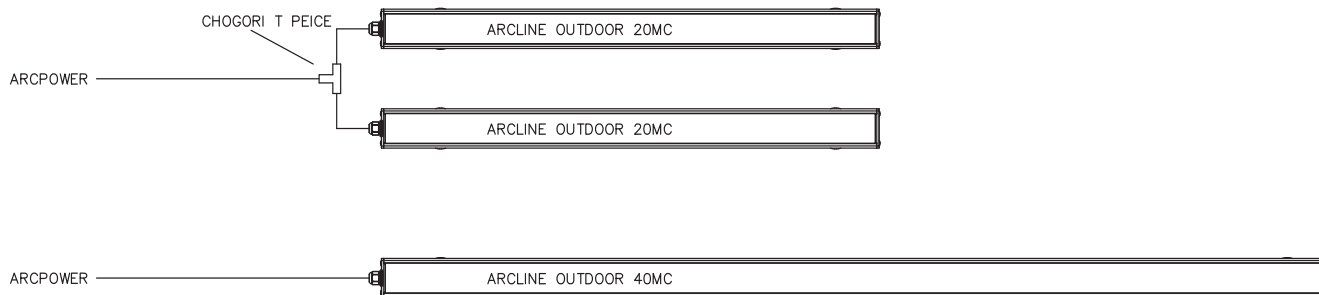 CHOGORI T PEICE
ARCLINE OUTDOOR 20MC
ARCPOWER
ARCLINE OUTDOOR 20MC
ARCPOWER
ARCLINE OUTDOOR 40MC